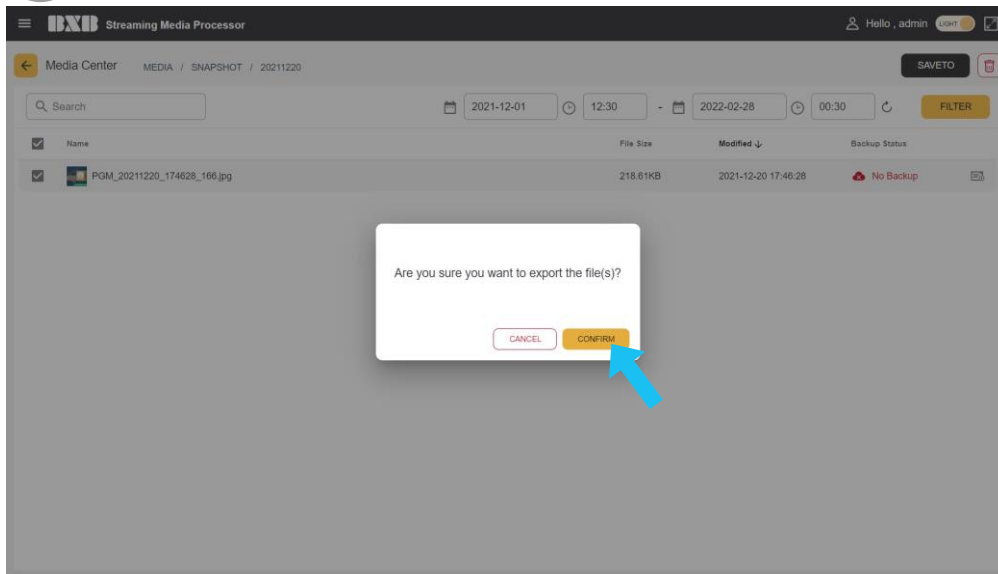 BXB Streaming Media Processor Hello , admin LIGHT
Media Center MEDIA / SNAPSHOT / 20211220 SAVETO
Search 2021-12-01 12:30 - 2022-02-28 00:30 FILTER
Name File Size Modified Backup Status
PGM_20211220_174628_166.jpg 218.61KB 2021-12-20 17:46:28 No Backup
Are you sure you want to export the file(s)?
CANCEL CONFIRM